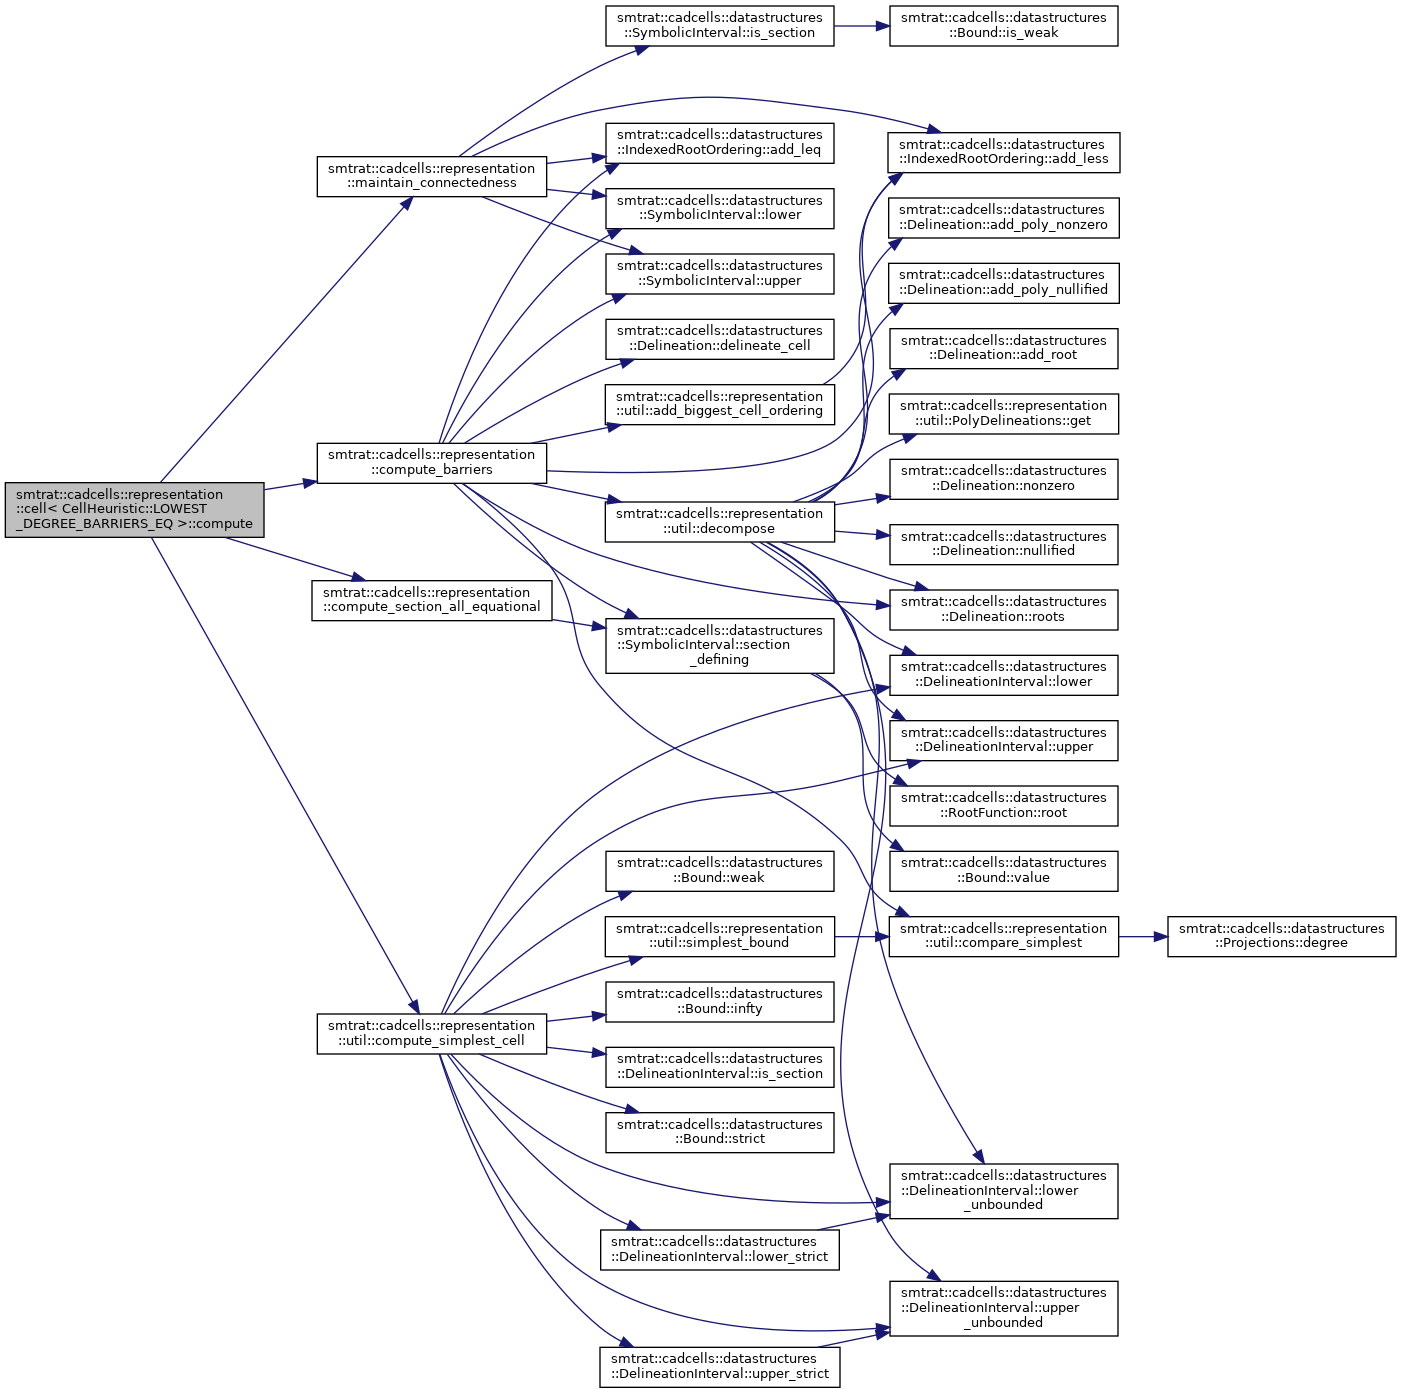 smtrat::cadcells::representation
::cell< CellHeuristic::LOWEST
_DEGREE_BARRIERS_EQ >::compute
smtrat::cadcells::representation
::maintain_connectedness
smtrat::cadcells::representation
::compute_barriers
smtrat::cadcells::representation
::compute_section_all_equational
smtrat::cadcells::representation
::util::compute_simplest_cell
smtrat::cadcells::datastructures
::SymbolicInterval::is_section
smtrat::cadcells::datastructures
::IndexedRootOrdering::add_leq
smtrat::cadcells::datastructures
::SymbolicInterval::lower
smtrat::cadcells::datastructures
::SymbolicInterval::upper
smtrat::cadcells::datastructures
::Delineation::delineate_cell
smtrat::cadcells::representation
::util::add_biggest_cell_ordering
smtrat::cadcells::representation
::util::decompose
smtrat::cadcells::datastructures
::SymbolicInterval::section
_defining
smtrat::cadcells::datastructures
::Bound::weak
smtrat::cadcells::representation
::util::simplest_bound
smtrat::cadcells::datastructures
::Bound::infty
smtrat::cadcells::datastructures
::DelineationInterval::is_section
smtrat::cadcells::datastructures
::Bound::strict
smtrat::cadcells::datastructures
::DelineationInterval::lower_strict
smtrat::cadcells::datastructures
::DelineationInterval::upper_strict
smtrat::cadcells::datastructures
::Bound::is_weak
smtrat::cadcells::datastructures
::IndexedRootOrdering::add_less
smtrat::cadcells::datastructures
::Delineation::add_poly_nonzero
smtrat::cadcells::datastructures
::Delineation::add_poly_nullified
smtrat::cadcells::datastructures
::Delineation::add_root
smtrat::cadcells::representation
::util::PolyDelineations::get
smtrat::cadcells::datastructures
::Delineation::nonzero
smtrat::cadcells::datastructures
::Delineation::nullified
smtrat::cadcells::datastructures
::Delineation::roots
smtrat::cadcells::datastructures
::DelineationInterval::lower
smtrat::cadcells::datastructures
::DelineationInterval::upper
smtrat::cadcells::datastructures
::RootFunction::root
smtrat::cadcells::datastructures
::Bound::value
smtrat::cadcells::representation
::util::compare_simplest
smtrat::cadcells::datastructures
::DelineationInterval::lower
_unbounded
smtrat::cadcells::datastructures
::DelineationInterval::upper
_unbounded
smtrat::cadcells::datastructures
::Projections::degree